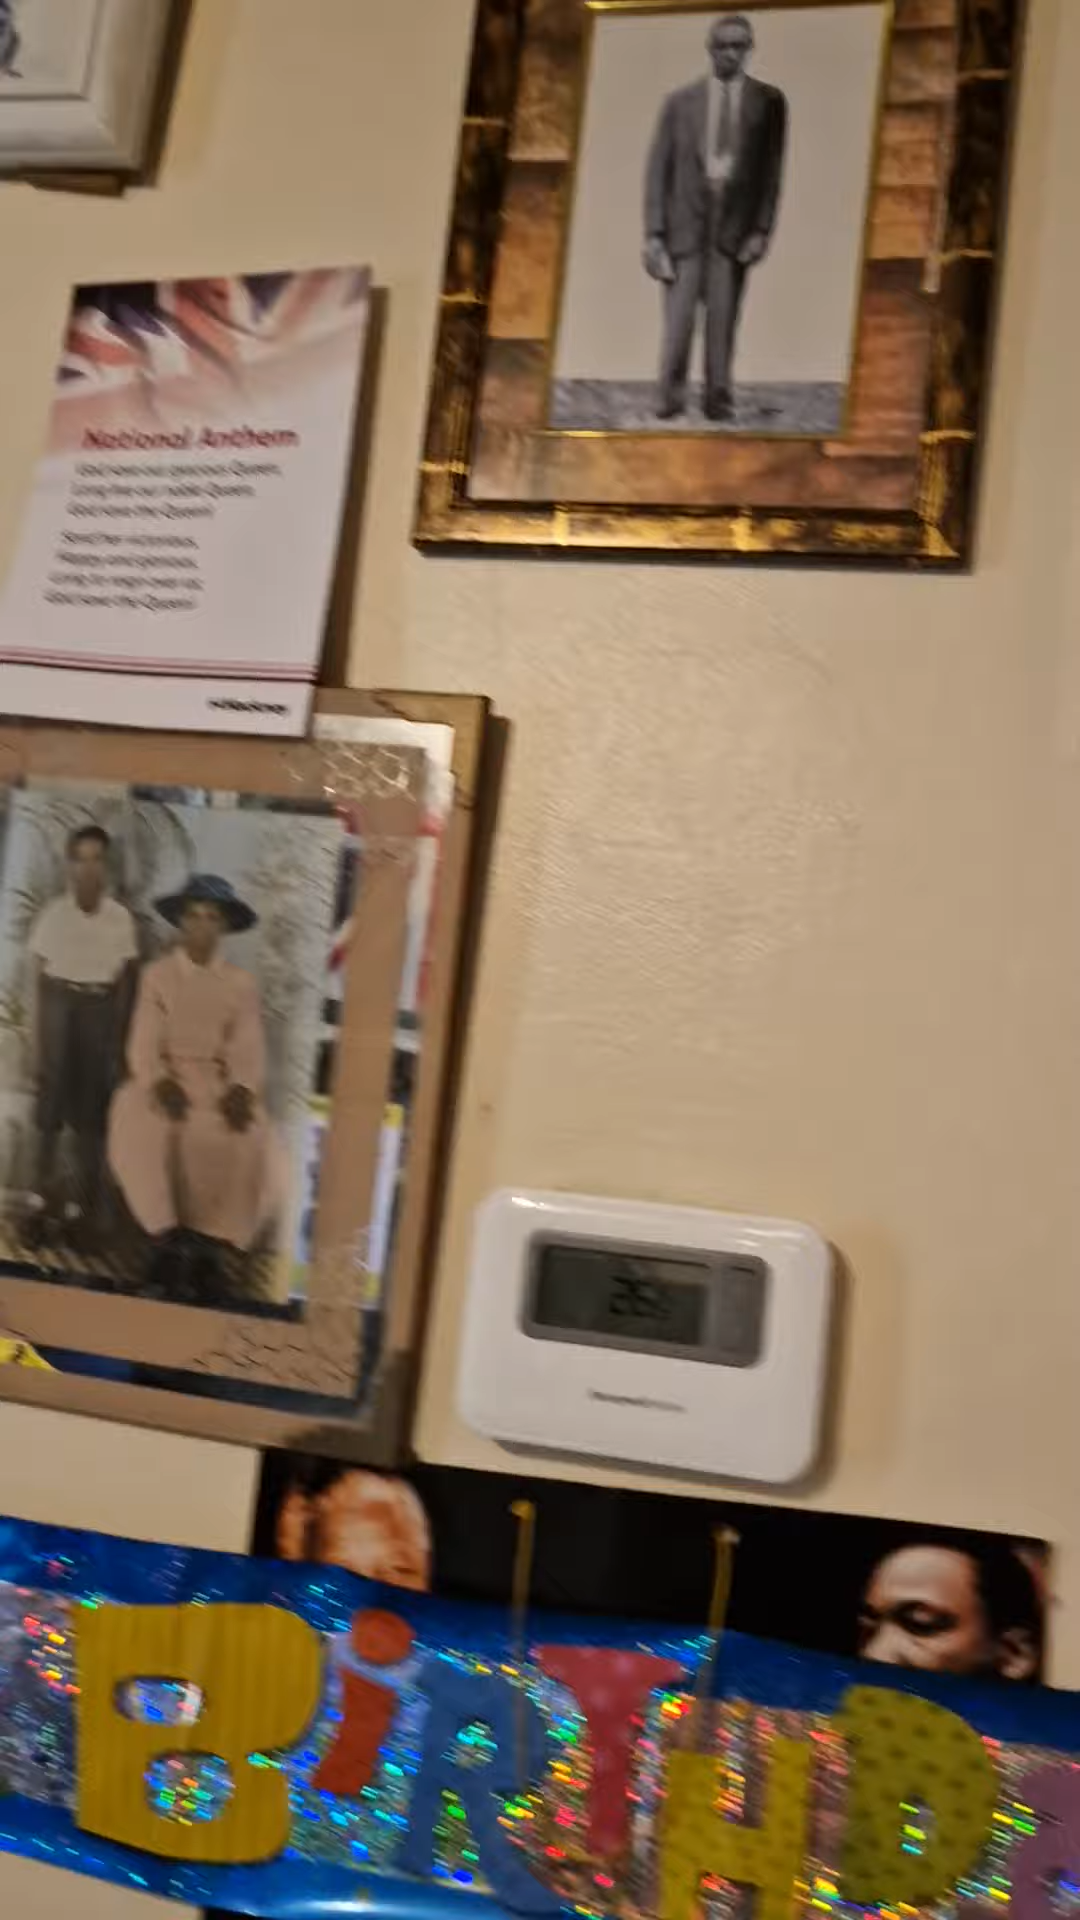 National Anthem
God save our gracious Queen,
Long live our noble Queen,
God save the Queen!
Send her victorious,
Happy and glorious,
Long to reign over us,
God save the Queen!
BIRTHD